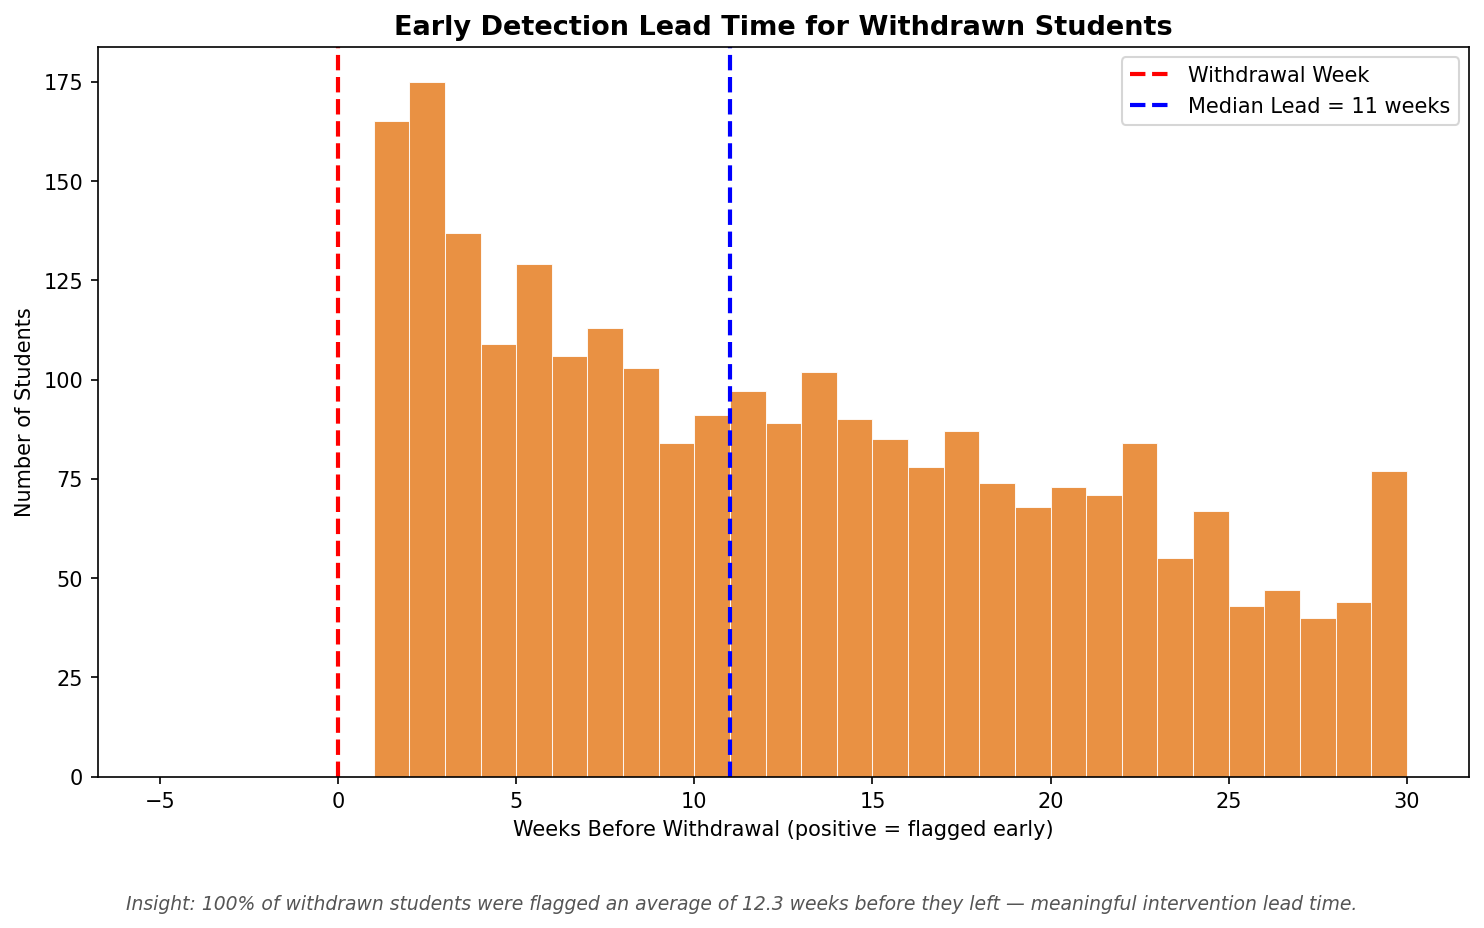 Early Detection Lead Time for Withdrawn Students
Withdrawal Week
Median Lead = 11 weeks
Number of Students
175
150
125
100
75
50
25
0
−5 0 5 10 15 20 25 30
Weeks Before Withdrawal (positive = flagged early)
Insight: 100% of withdrawn students were flagged an average of 12.3 weeks before they left — meaningful intervention lead time.